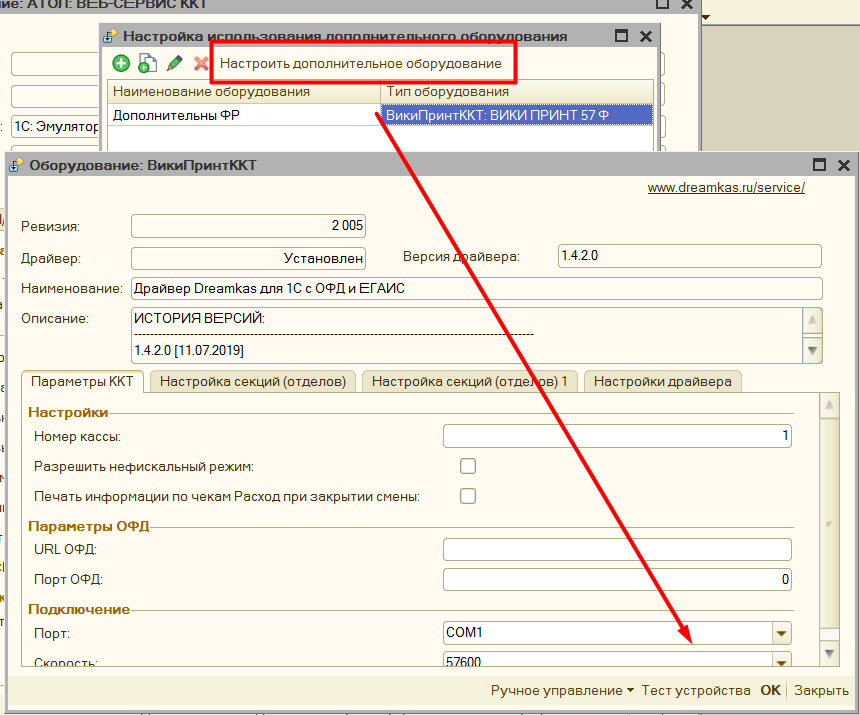 ние: АТОЛ: ВЕБ-СЕРВИС ККТ
Настройка использования дополнительного оборудования
Настроить дополнительное оборудование
Наименование оборудования Тип оборудования
Дополнительны ФР ВикиПринтККТ: ВИКИ ПРИНТ 57 Ф
: 1С: Эмулятор
Оборудование: ВикиПринтККТ
www.dreamkas.ru/service/
Ревизия: 2 005
Драйвер: Установлен Версия драйвера: 1.4.2.0
Наименование: Драйвер Dreamkas для 1С с ОФД и ЕГАИС
Описание: ИСТОРИЯ ВЕРСИЙ:
1.4.2.0 [11.07.2019]
Параметры ККТ Настройка секций (отделов) Настройка секций (отделов) 1 Настройки драйвера
Настройки
Номер кассы: 1
Разрешить нефискальный режим:
Печать информации по чекам Расход при закрытии смены:
Параметры ОФД
URL ОФД:
Порт ОФД: 0
Подключение
Порт: COM1
Скорость: 57600
Ручное управление Тест устройства ОК Закрыть